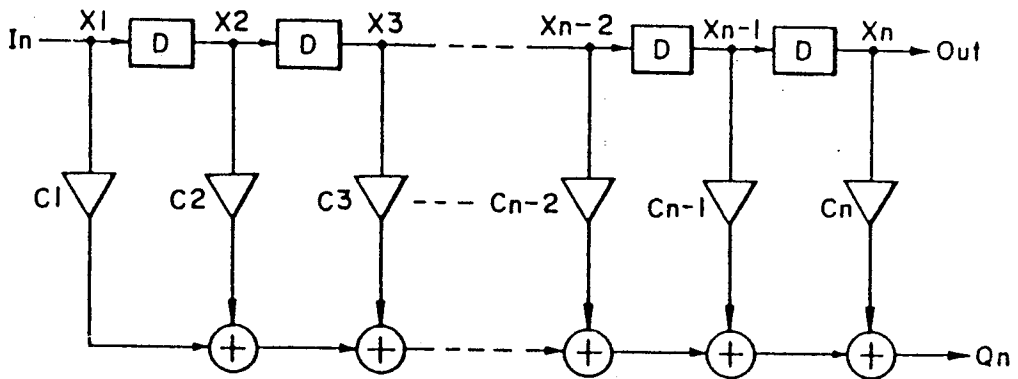 X1 X2 X3 Xn-2 Xn-1 Xn
In D D D D Out
C1 C2 C3 Cn-2 Cn-1 Cn
+ + + + + Qn